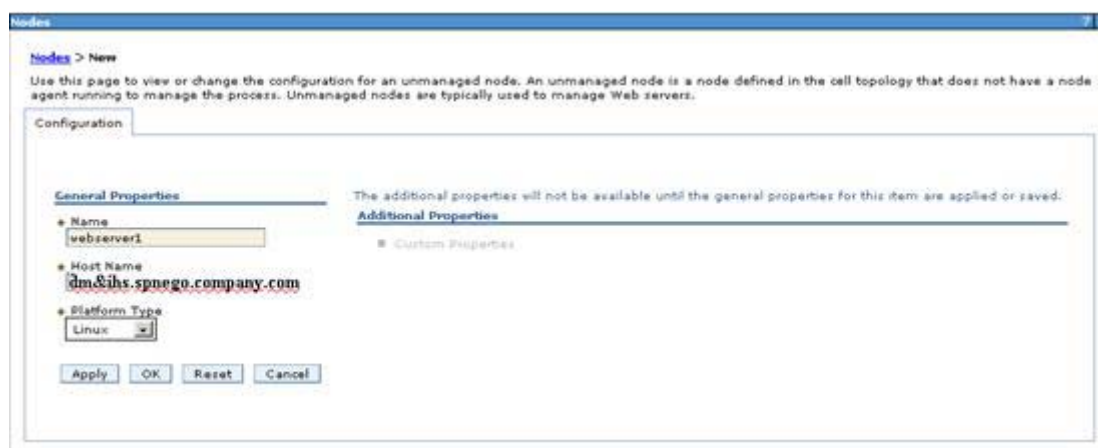 Nodes ?
Nodes > New
Use this page to view or change the configuration for an unmanaged node. An unmanaged node is a node defined in the cell topology that does not have a node
agent running to manage the process. Unmanaged nodes are typically used to manage Web servers.
Configuration
General Properties
The additional properties will not be available until the general properties for this item are applied or saved.
Additional Properties
Name
webserver1
Custom Properties
Host Name
dm&ihs.spnego.company.com
Platform Type
Linux
Apply OK Reset Cancel